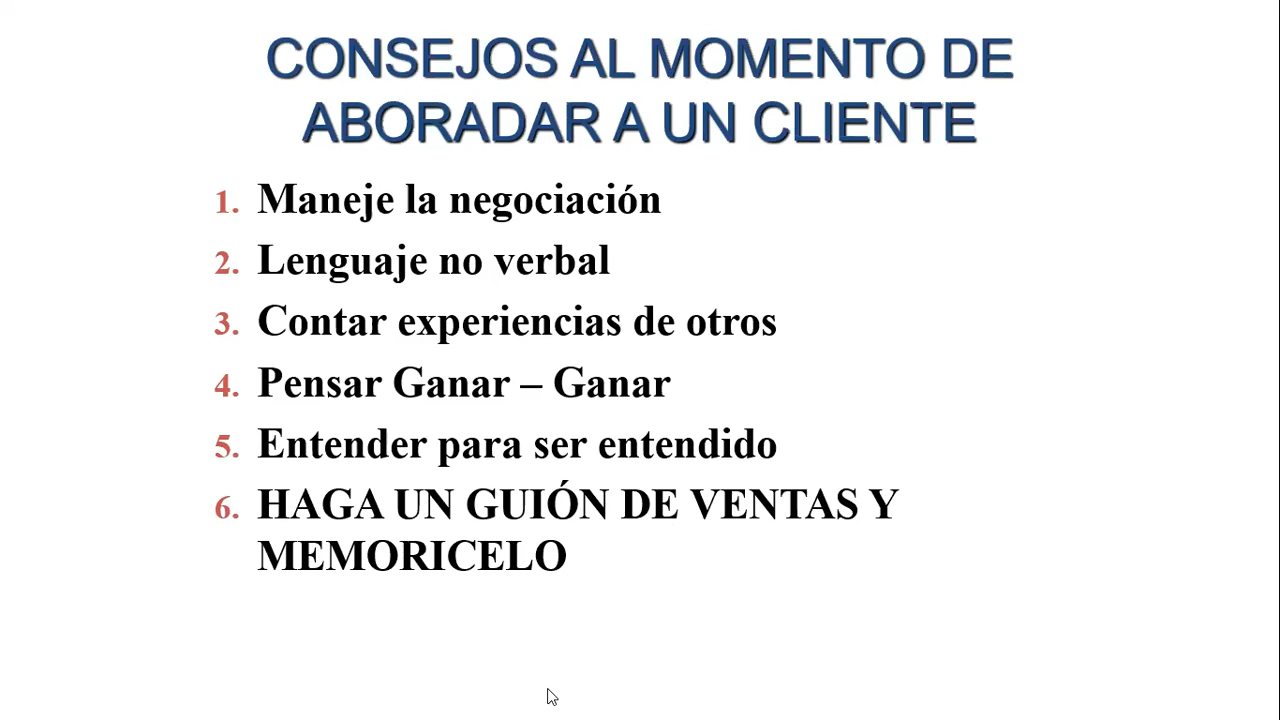 CONSEJOS AL MOMENTO DE
ABORADAR A UN CLIENTE
1. Maneje la negociación
2. Lenguaje no verbal
3. Contar experiencias de otros
4. Pensar Ganar – Ganar
5. Entender para ser entendido
6. HAGA UN GUIÓN DE VENTAS Y
MEMORICELO